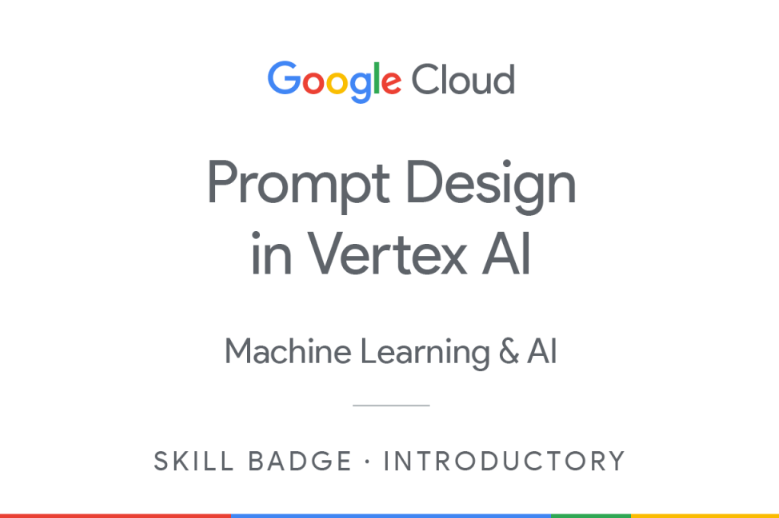 Google Cloud
Prompt Design
in Vertex AI
Machine Learning & AI
SKILL BADGE · INTRODUCTORY